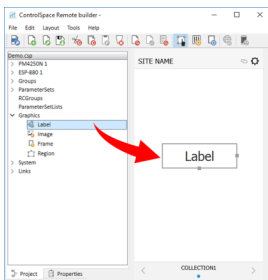 ControlSpace Remote builder -
File Edit Layout Tools Help
Demo.csp
PM4250N 1
ESP-880 1
Groups
ParameterSets
RCGroups
ParameterSetLists
Graphics
Label
Image
Frame
Region
System
Links
SITE NAME
Label
COLLECTION1
Project Properties